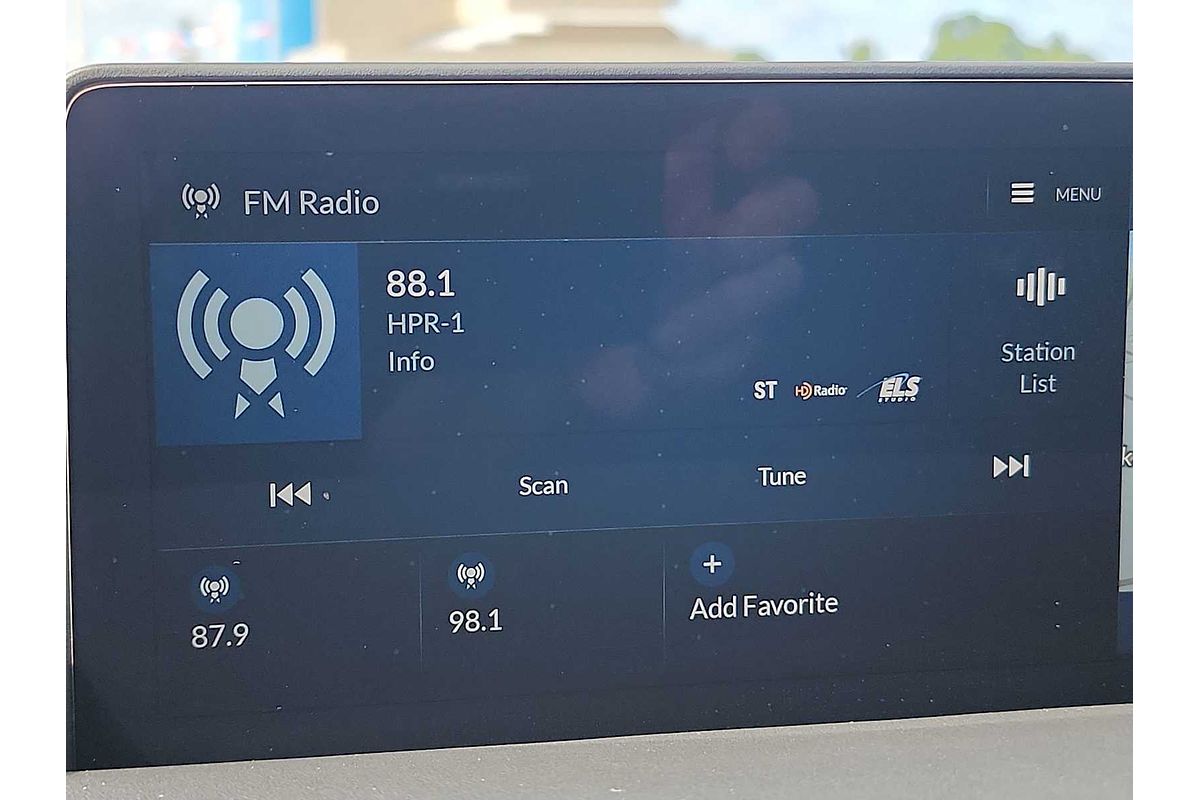 FM Radio
MENU
88.1
HPR-1
Info
ST HD Radio ELS STUDIO
Station
List
Scan
Tune
87.9
98.1
Add Favorite